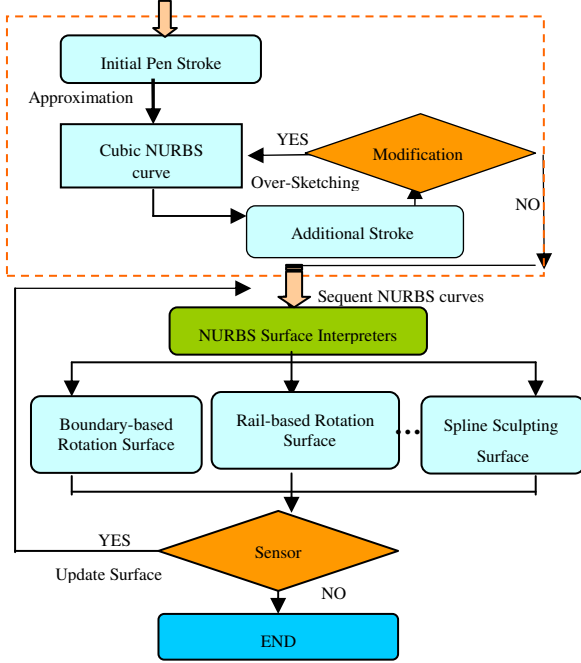 Initial Pen Stroke
Approximation
Cubic NURBS
curve
YES
Modification
Over-Sketching
NO
Additional Stroke
Sequent NURBS curves
NURBS Surface Interpreters
Boundary-based
Rotation Surface
Rail-based Rotation
Surface
...
Spline Sculpting
Surface
YES
Sensor
Update Surface
NO
END